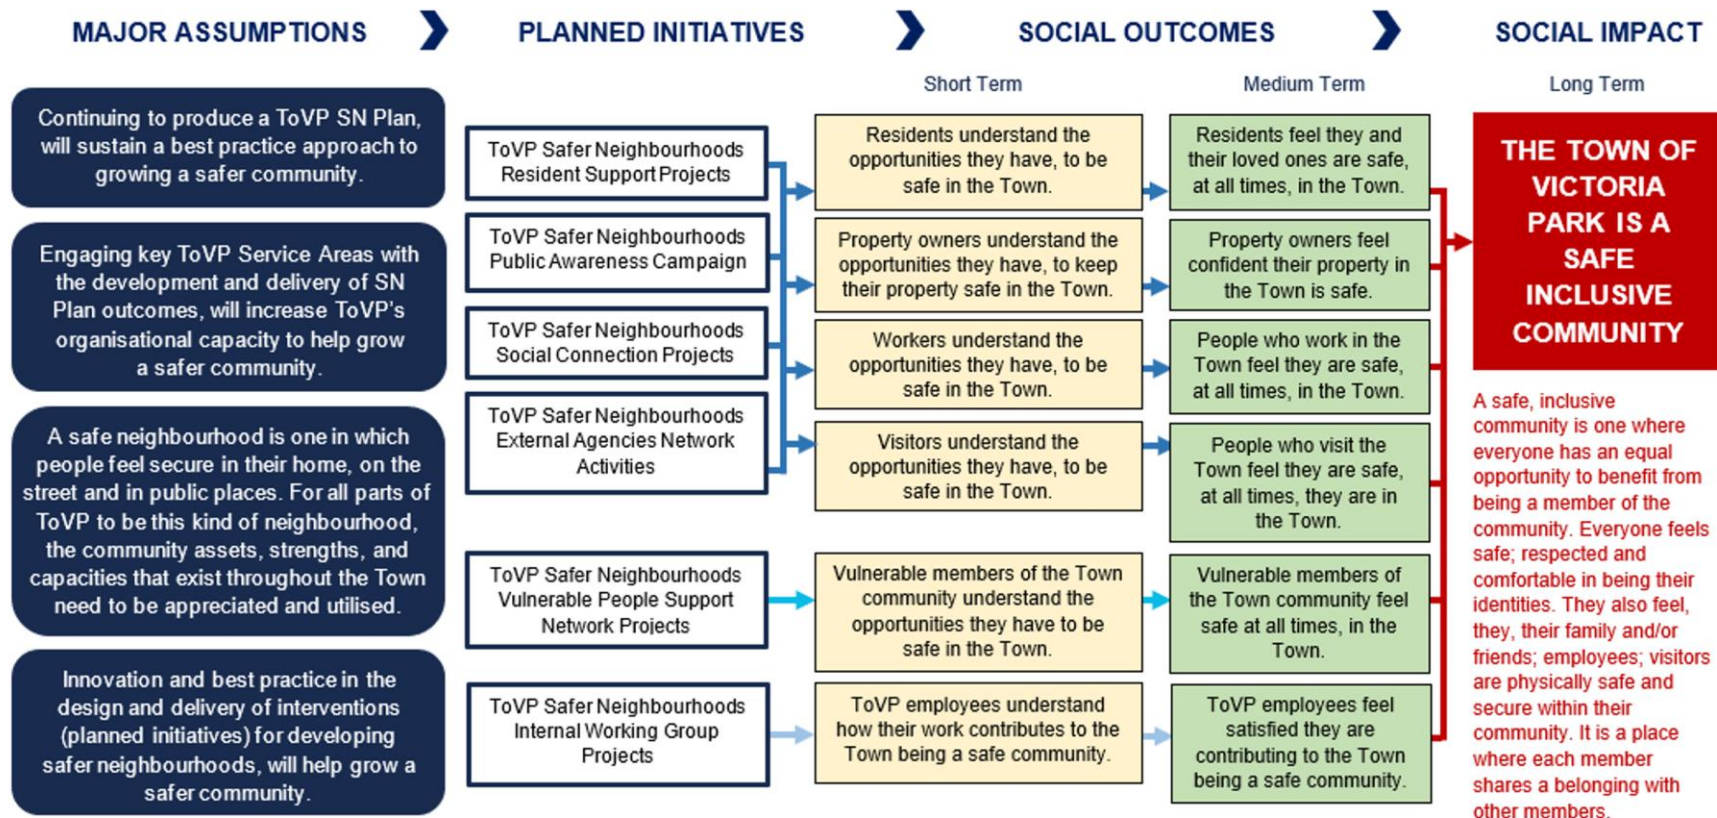 MAJOR ASSUMPTIONS
PLANNED INITIATIVES
SOCIAL OUTCOMES
SOCIAL IMPACT
Short Term
Medium Term
Long Term
Continuing to produce a ToVP SN Plan,
will sustain a best practice approach to
growing a safer community.
Engaging key ToVP Service Areas with
the development and delivery of SN
Plan outcomes, will increase ToVP's
organisational capacity to help grow
a safer community.
A safe neighbourhood is one in which
people feel secure in their home, on the
street and in public places. For all parts of
ToVP to be this kind of neighbourhood,
the community assets, strengths, and
capacities that exist throughout the Town
need to be appreciated and utilised.
Innovation and best practice in the
design and delivery of interventions
(planned initiatives) for developing
safer neighbourhoods, will help grow a
safer community.
ToVP Safer Neighbourhoods
Resident Support Projects
ToVP Safer Neighbourhoods
Public Awareness Campaign
ToVP Safer Neighbourhoods
Social Connection Projects
ToVP Safer Neighbourhoods
External Agencies Network
Activities
ToVP Safer Neighbourhoods
Vulnerable People Support
Network Projects
ToVP Safer Neighbourhoods
Internal Working Group
Projects
Residents understand the
opportunities they have, to be
safe in the Town.
Property owners understand the
opportunities they have, to keep
their property safe in the Town.
Workers understand the
opportunities they have, to be
safe in the Town.
Visitors understand the
opportunities they have, to be
safe in the Town.
Vulnerable members of the Town
community understand the
opportunities they have to be
safe in the Town.
ToVP employees understand
how their work contributes to the
Town being a safe community.
Residents feel they and
their loved ones are safe,
at all times, in the Town.
Property owners feel
confident their property in
the Town is safe.
People who work in the
Town feel they are safe,
at all times, in the Town.
People who visit the
Town feel they are safe,
at all times, they are in
the Town.
Vulnerable members of
the Town community feel
safe at all times, in the
Town.
ToVP employees feel
satisfied they are
contributing to the Town
being a safe community.
THE TOWN OF
VICTORIA
PARK IS A
SAFE
INCLUSIVE
COMMUNITY
A safe, inclusive
community is one where
everyone has an equal
opportunity to benefit from
being a member of the
community. Everyone feels
safe; respected and
comfortable in being their
identities. They also feel,
they, their family and/or
friends; employees; visitors
are physically safe and
secure within their
community. It is a place
where each member
shares a belonging with
other members.